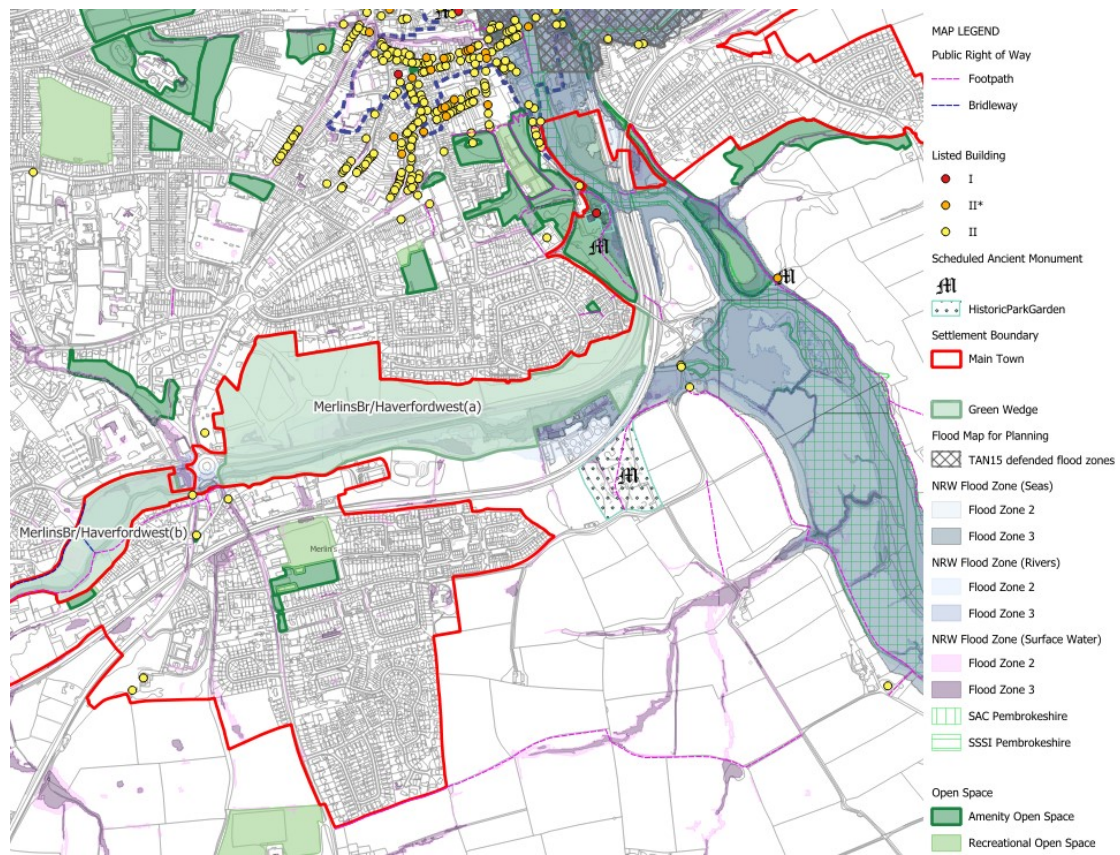 MerlinsBr/Haverfordwest(a)
MerlinsBr/Haverfordwest(b)
Merlin's
MAP LEGEND
Public Right of Way
Footpath
Bridleway
Listed Building
I
II*
II
Scheduled Ancient Monument
HistoricParkGarden
Settlement Boundary
Main Town
Green Wedge
Flood Map for Planning
TAN15 defended flood zones
NRW Flood Zone (Seas)
Flood Zone 2
Flood Zone 3
NRW Flood Zone (Rivers)
Flood Zone 2
Flood Zone 3
NRW Flood Zone (Surface Water)
Flood Zone 2
Flood Zone 3
SAC Pembrokeshire
SSSI Pembrokeshire
Open Space
Amenity Open Space
Recreational Open Space